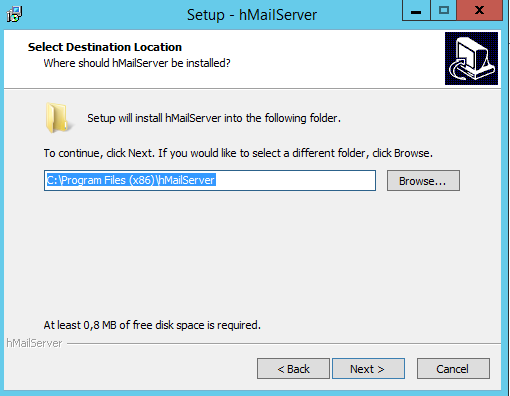 Setup - hMailServer
Select Destination Location
Where should hMailServer be installed?
Setup will install hMailServer into the following folder.
To continue, click Next. If you would like to select a different folder, click Browse.
C:\Program Files (x86)\hMailServer
Browse...
At least 0,8 MB of free disk space is required.
hMailServer
< Back
Next >
Cancel